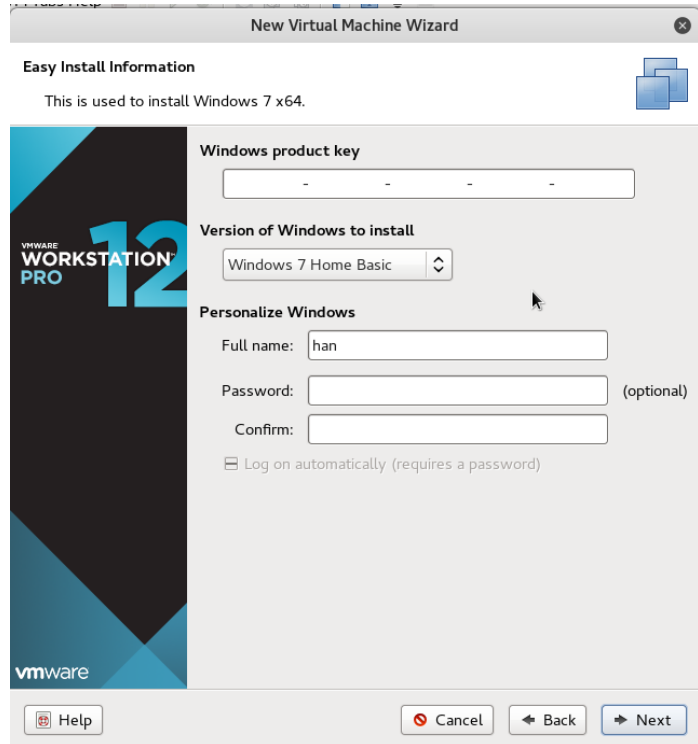 New Virtual Machine Wizard
Easy Install Information
This is used to install Windows 7 x64.
Windows product key
- - - -
Version of Windows to install
Windows 7 Home Basic
VMWARE
WORKSTATION™
PRO
12
Personalize Windows
Full name: han
Password: (optional)
Confirm:
Log on automatically (requires a password)
vmware
Help Cancel Back Next